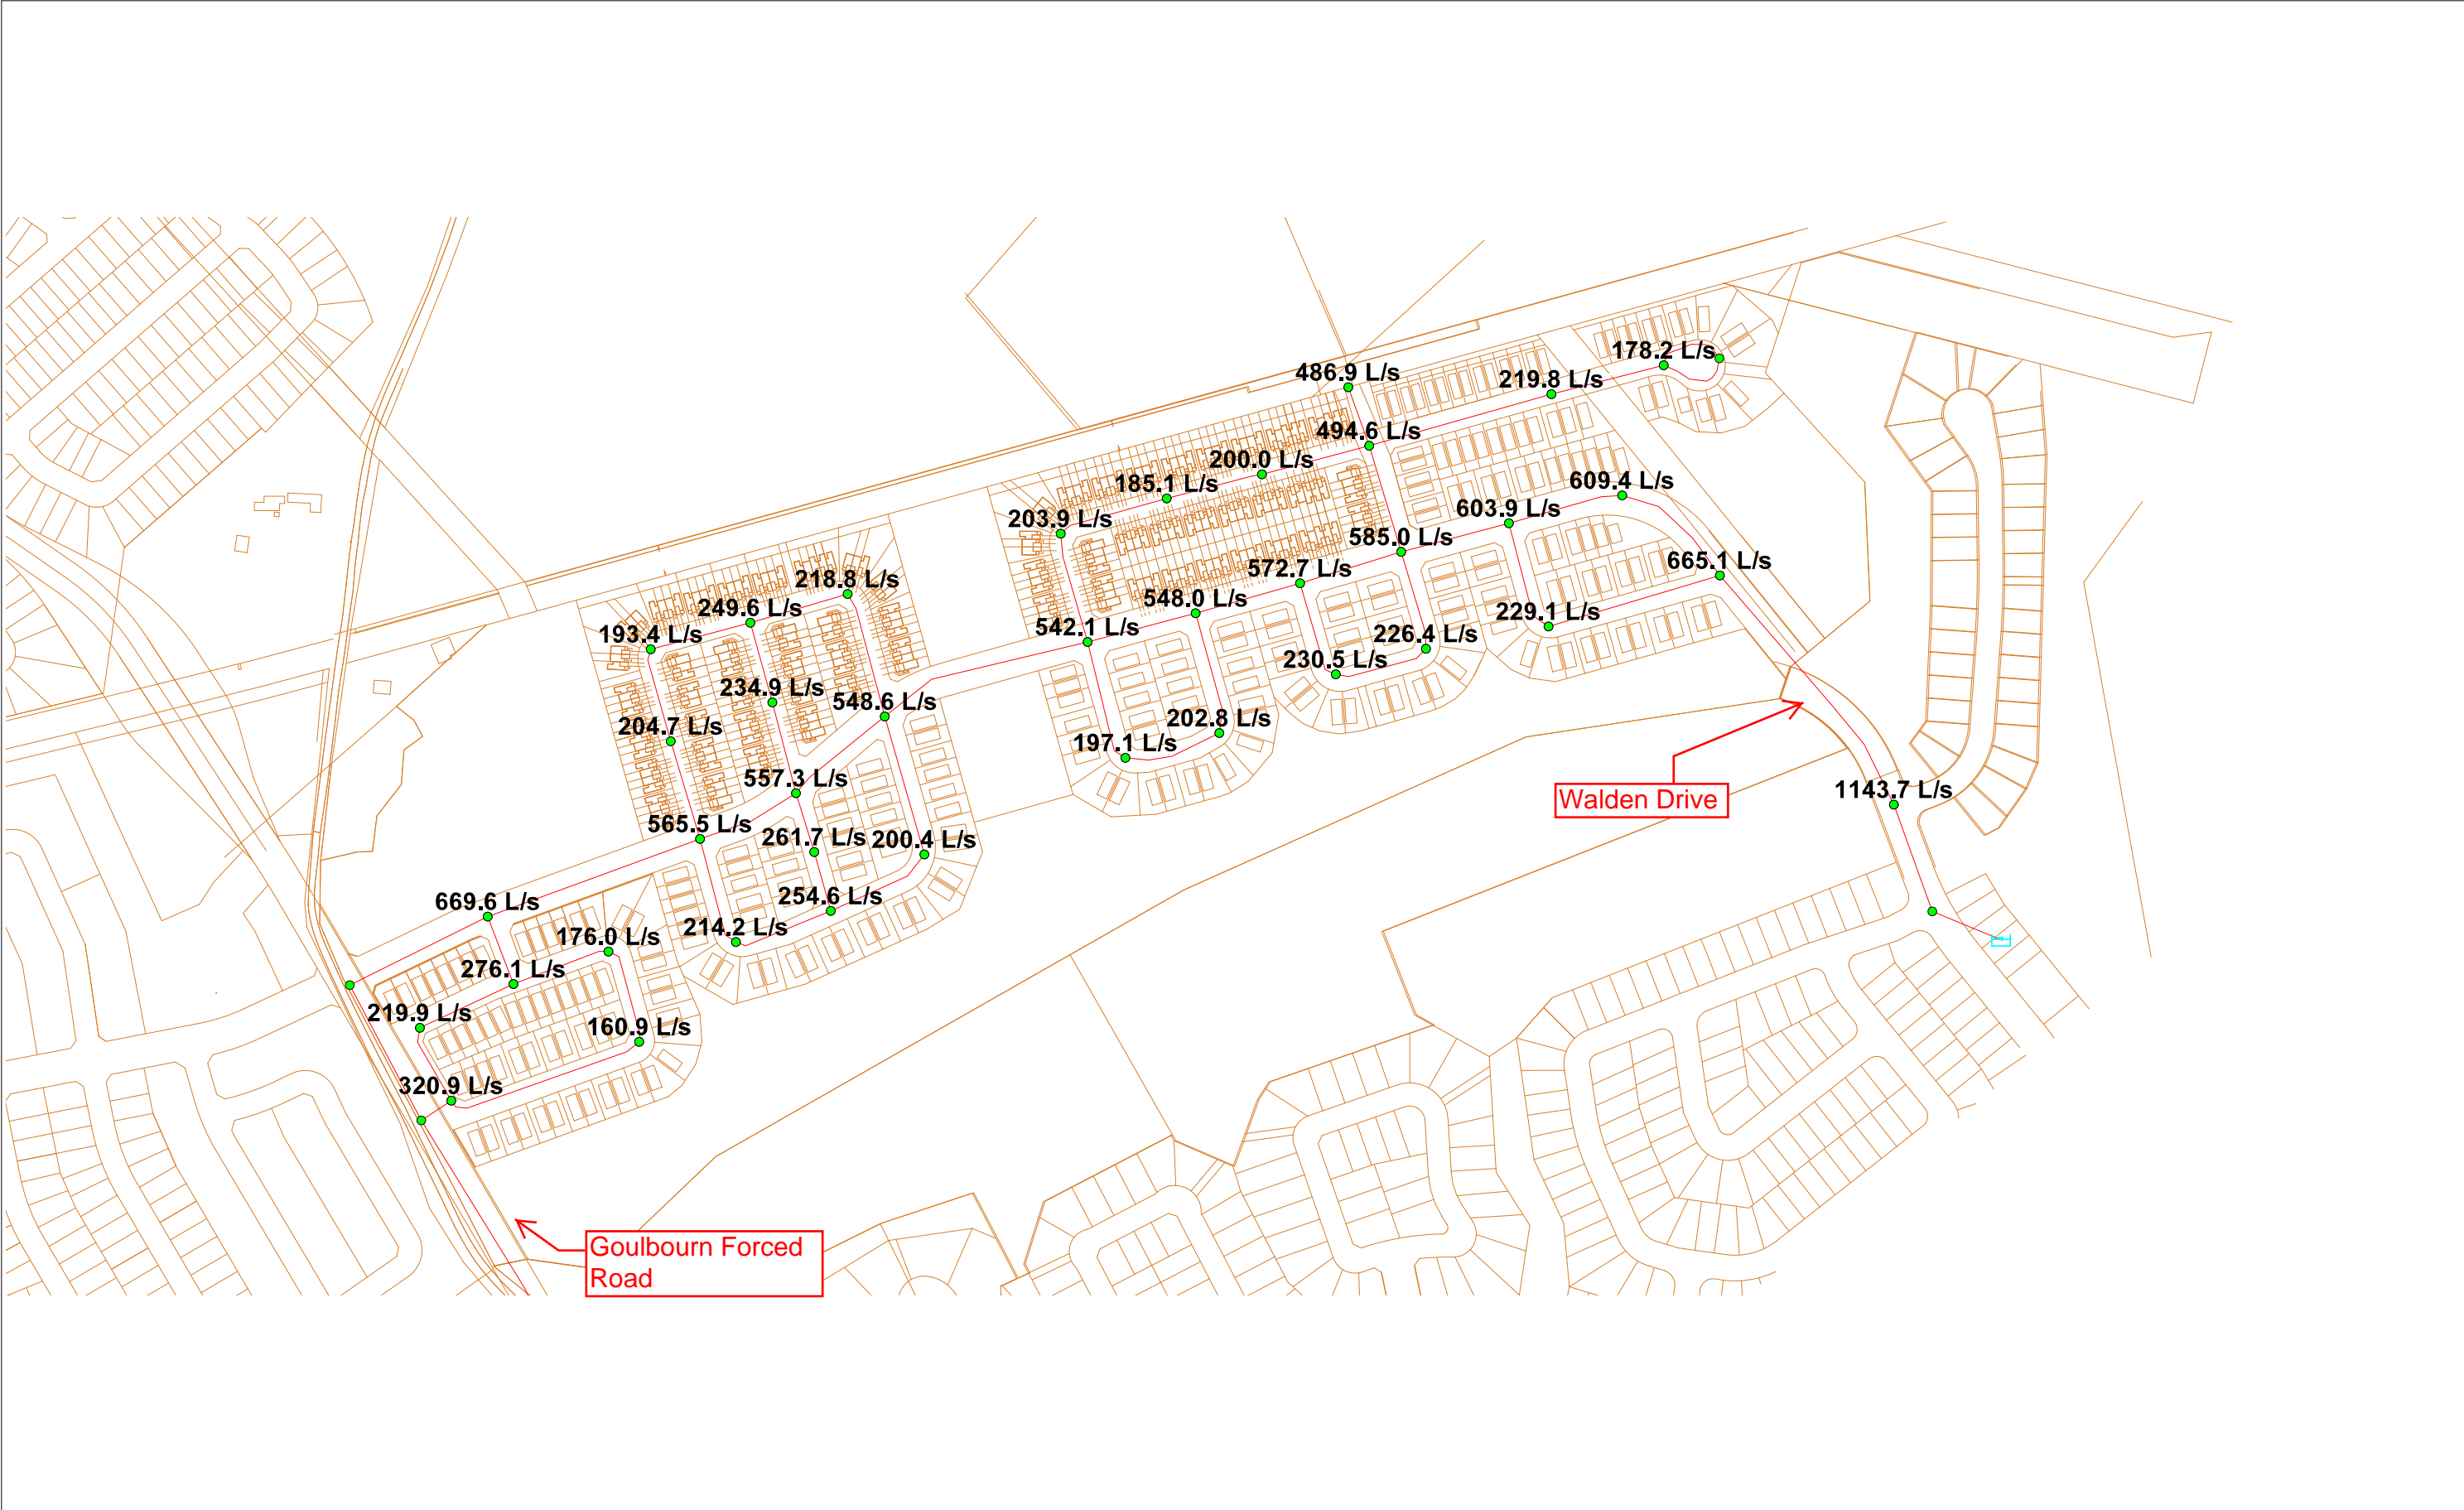 178.2 L/s
486.9 L/s
219.8 L/s
494.6 L/s
200.0 L/s
185.1 L/s
609.4 L/s
203.9 L/s
603.9 L/s
585.0 L/s
572.7 L/s
665.1 L/s
218.8 L/s
249.6 L/s
548.0 L/s
229.1 L/s
193.4 L/s
542.1 L/s
226.4 L/s
230.5 L/s
234.9 L/s
548.6 L/s
204.7 L/s
202.8 L/s
197.1 L/s
557.3 L/s
Walden Drive
1143.7 L/s
565.5 L/s
261.7 L/s
200.4 L/s
669.6 L/s
254.6 L/s
214.2 L/s
176.0 L/s
276.1 L/s
219.9 L/s
160.9 L/s
320.9 L/s
Goulbourn Forced
Road